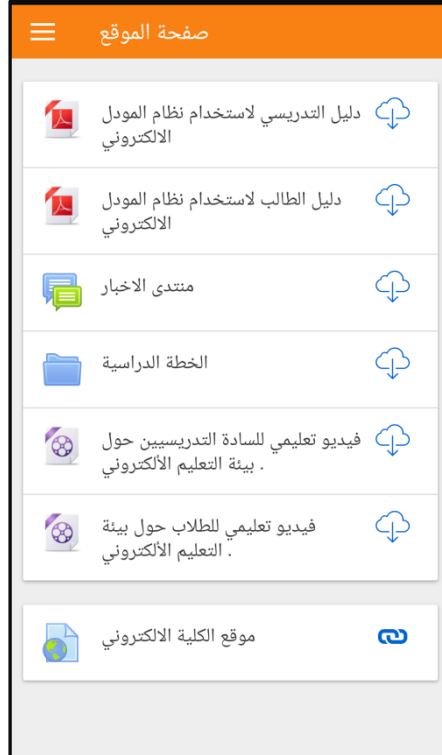 صفحة الموقع
دليل التدريسي لاستخدام نظام المودل
الالكتروني
دليل الطالب لاستخدام نظام المودل
الالكتروني
منتدى الاخبار
الخطة الدراسية
فيديو تعليمي للسادة التدريسيين حول
بيئة التعليم الألكتروني .
فيديو تعليمي للطلاب حول بيئة
التعليم الألكتروني .
موقع الكلية الالكتروني